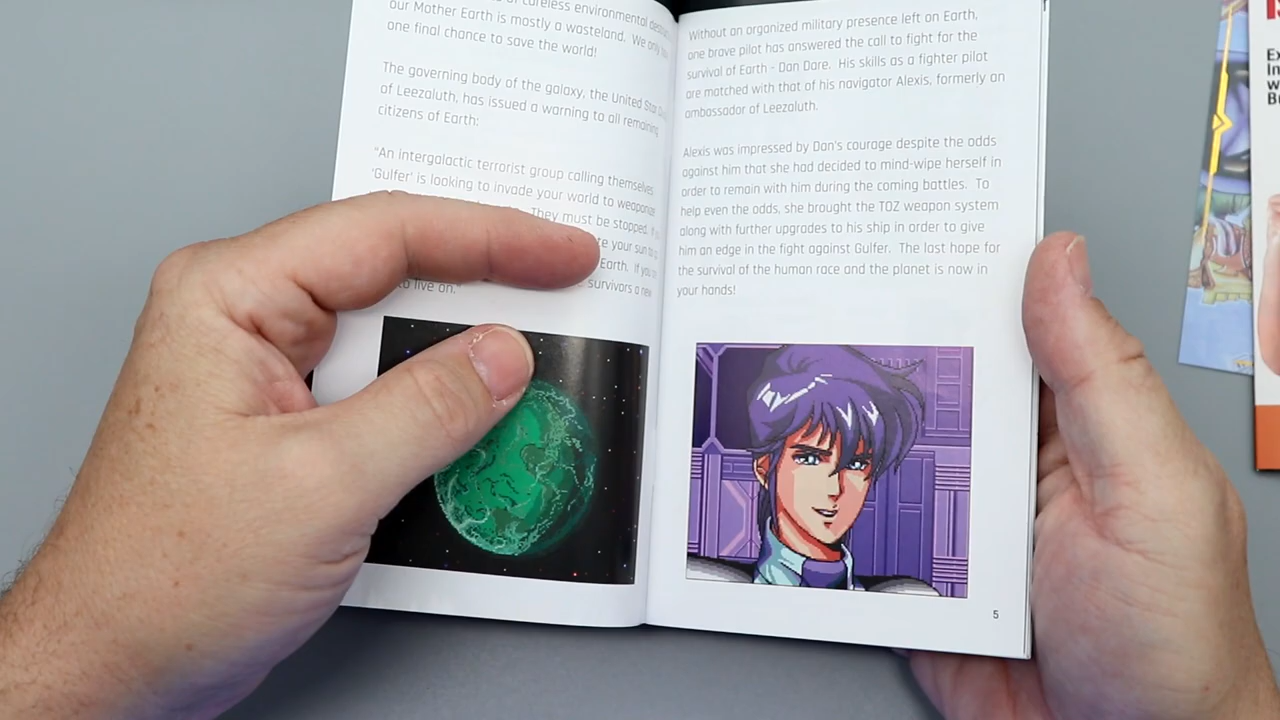 of careless environmental
our Mother Earth is mostly a wasteland. We only
one final chance to save the world!
The governing body of the galaxy, the United Star
of Leezaluth, has issued a warning to all remaining
citizens of Earth:
"An intergalactic terrorist group calling themselves
'Gulfer' is looking to invade your world to weaponize
They must be stopped.
your sun
Earth. If you
survivors a new
to live on."
Without an organized military presence left on Earth,
one brave pilot has answered the call to fight for the
survival of Earth - Dan Dare. His skills as a fighter pilot
are matched with that of his navigator Alexis, formerly an
ambassador of Leezaluth.
Alexis was impressed by Dan's courage despite the odds
against him that she had decided to mind-wipe herself in
order to remain with him during the coming battles. To
help even the odds, she brought the TOZ weapon system
along with further upgrades to his ship in order to give
him an edge in the fight against Gulfer. The last hope for
the survival of the human race and the planet is now in
your hands!
5